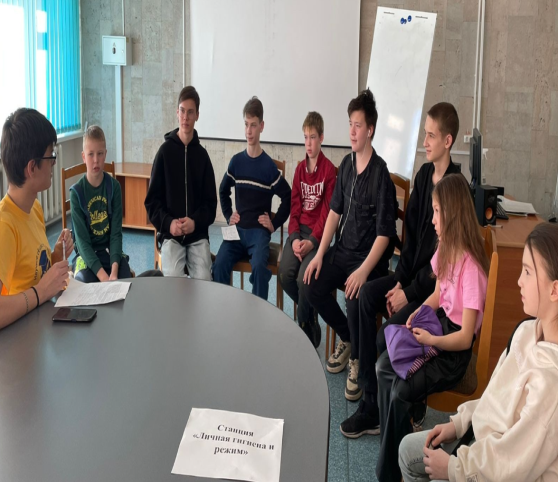 Станция
«Личная гигиена и
режим»